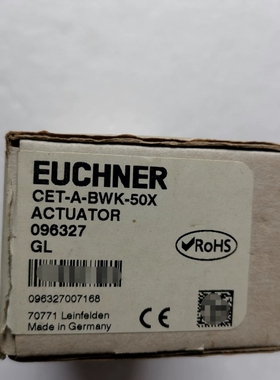 EUCHNER
CET-A-BWK-50X
ACTUATOR
096327
GL
RoHS
096327007168
70771 Leinfelden
Made in Germany
CE